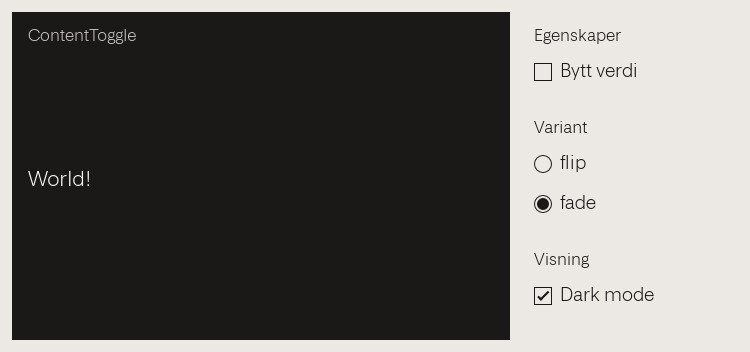 ContentToggle
World!
Egenskaper
Bytt verdi
Variant
flip
fade
Visning
Dark mode